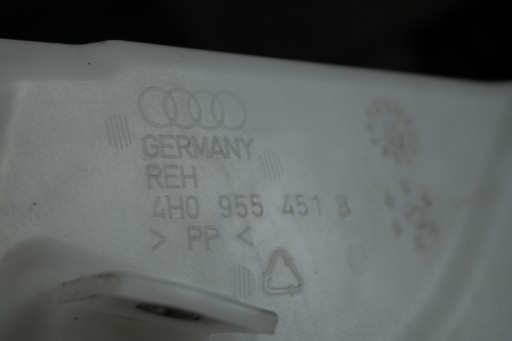 GERMANY
REH
4H0 955 451 B
> PP <